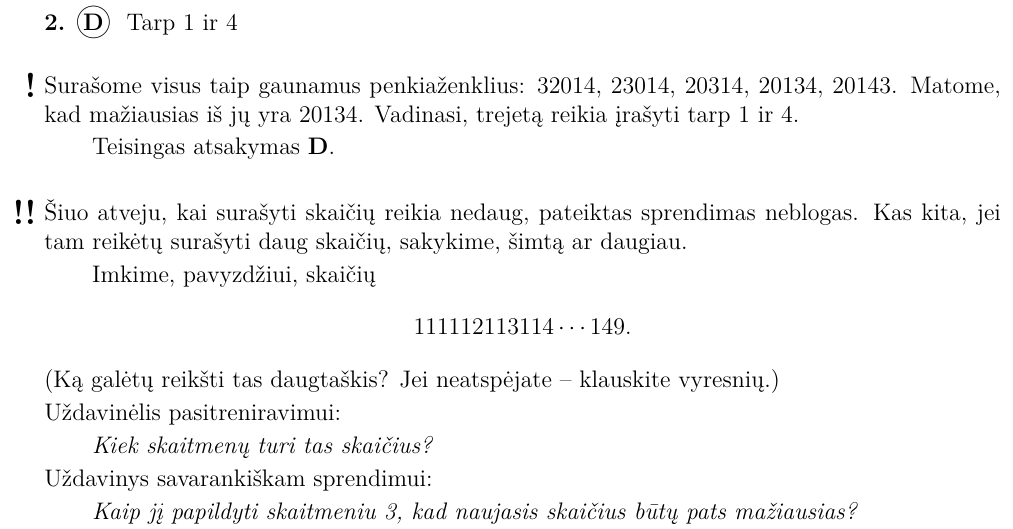 2. D Tarp 1 ir 4
! Surašome visus taip gaunamus penkiaženklius: 32014, 23014, 20314, 20134, 20143. Matome,
kad mažiausias iš jų yra 20134. Vadinasi, trejetą reikia įrašyti tarp 1 ir 4.
Teisingas atsakymas D.
!! Šiuo atveju, kai surašyti skaičių reikia nedaug, pateiktas sprendimas neblogas. Kas kita, jei
tam reikėtų surašyti daug skaičių, sakykime, šimtą ar daugiau.
Imkime, pavyzdžiui, skaičių
111112113114 · · · 149.
(Ką galėtų reikšti tas daugtaškis? Jei neatspėjate – klauskite vyresnių.)
Uždavinėlis pasitreniravimui:
Kiek skaitmenų turi tas skaičius?
Uždavinys savarankiškam sprendimui:
Kaip jį papildyti skaitmeniu 3, kad naujasis skaičius būtų pats mažiausias?